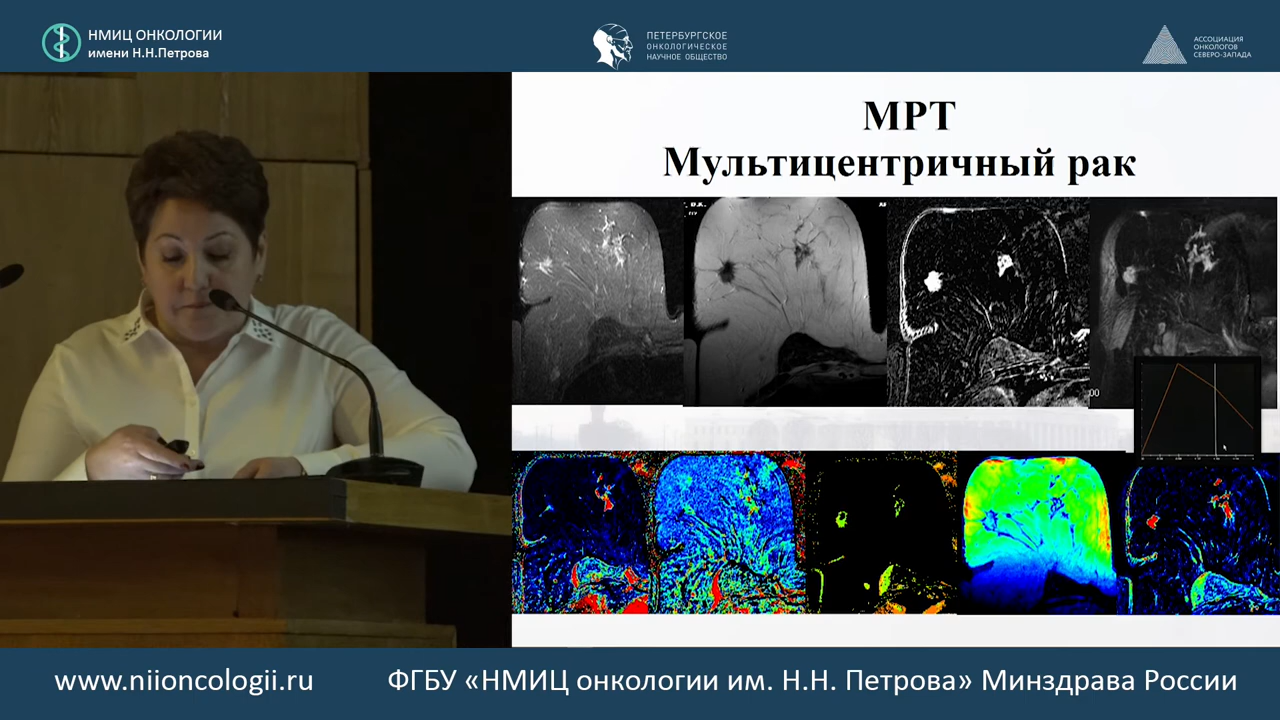 НМИЦ ОНКОЛОГИИ
имени Н.Н.Петрова
ПЕТЕРБУРГСКОЕ
ОНКОЛОГИЧЕСКОЕ
НАУЧНОЕ ОБЩЕСТВО
АССОЦИАЦИЯ
ОНКОЛОГОВ
СЕВЕРО-ЗАПАДА
МРТ
Мультицентричный рак
www.niioncologii.ru
ФГБУ «НМИЦ онкологии им. Н.Н. Петрова» Минздрава России